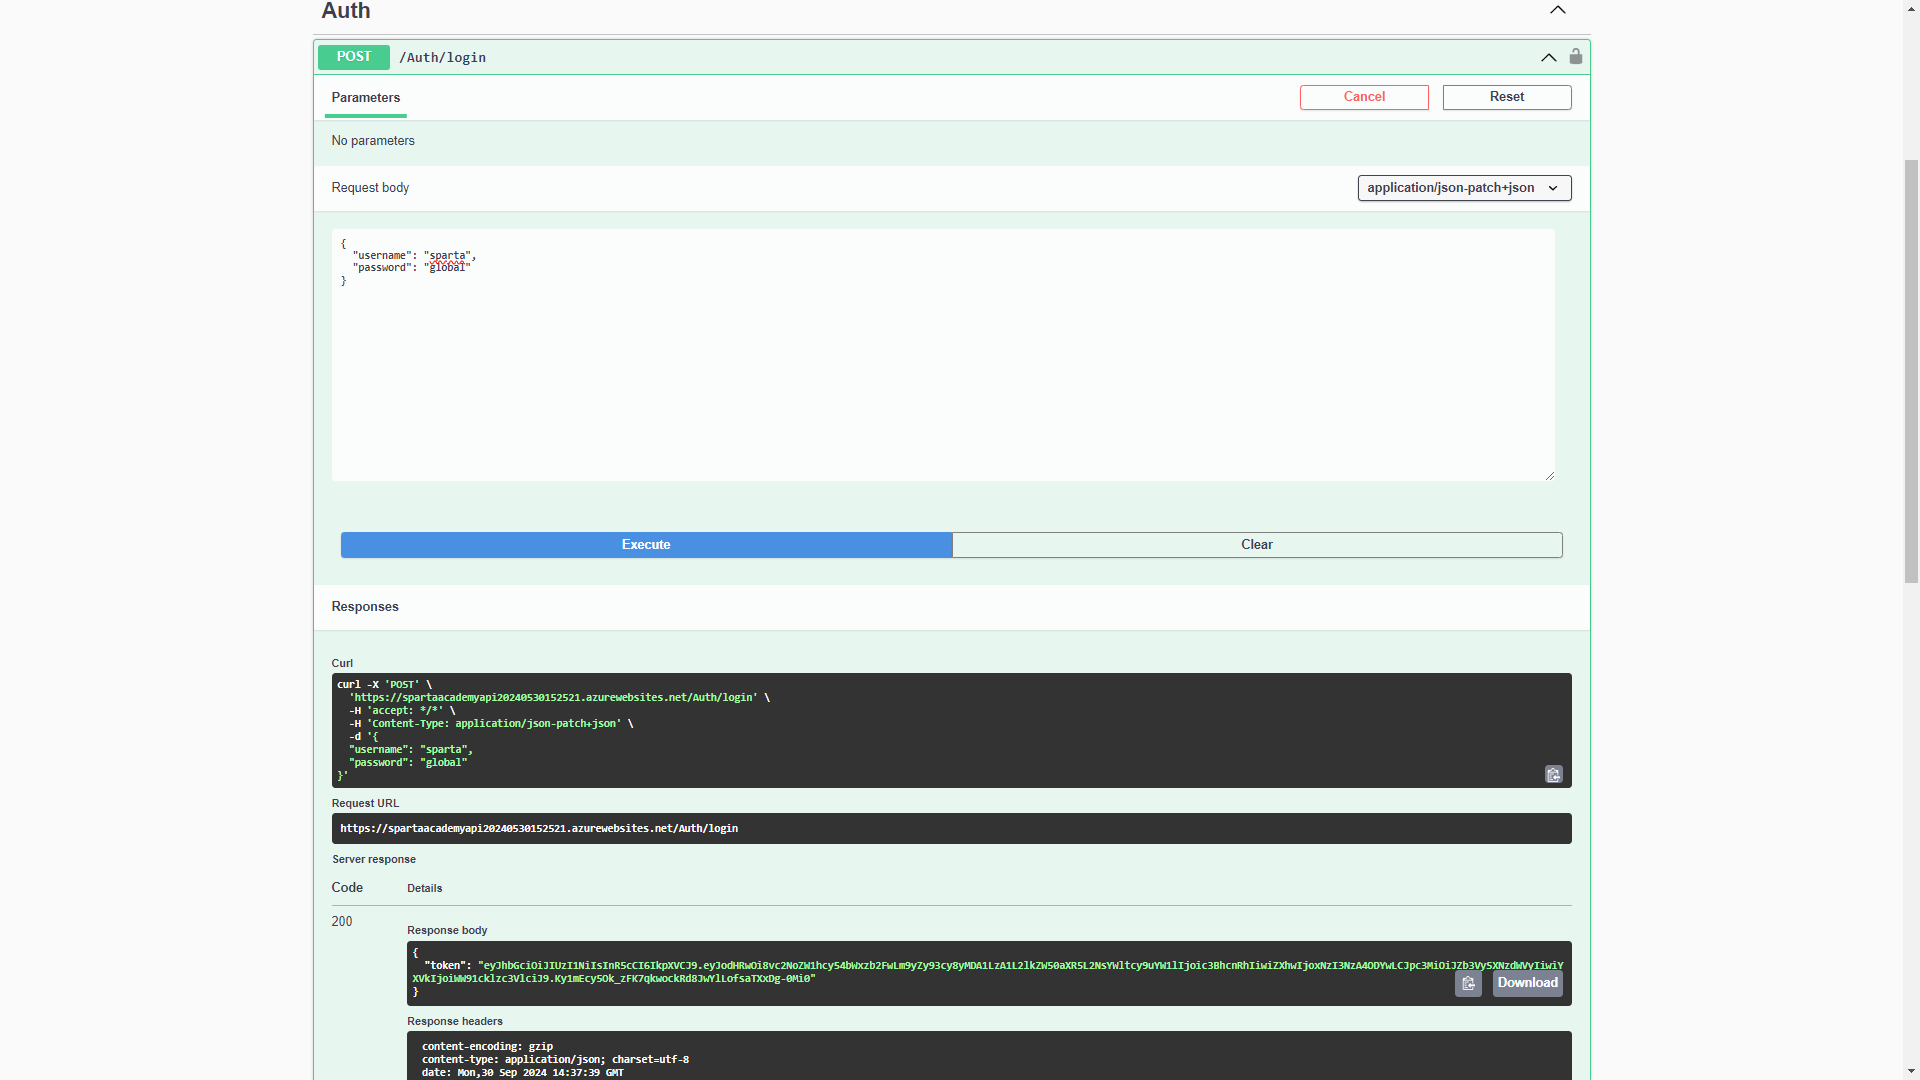 Auth
POST /Auth/login
Parameters
Cancel
Reset
No parameters
Request body
application/json-patch+json
{
"username": "sparta",
"password": "global"
}
Execute
Clear
Responses
Curl
curl -X 'POST' \
'https://spartaacademyapi20240530152521.azurewebsites.net/Auth/login' \
-H 'accept: */*' \
-H 'Content-Type: application/json-patch+json' \
-d '{
"username": "sparta",
"password": "global"
}'
Request URL
https://spartaacademyapi20240530152521.azurewebsites.net/Auth/login
Server response
Code
Details
200
Response body
{
"token": "eyJhbGciOiJIUzI1NiIsInR5cCI6IkpXVCJ9.eyJodHRwOi8vc2NoZW1hcy54bWxzb2FwLm9yZy93cy8yMDA1LzA1L2lkZW50aXR5L2NsYWltcy9uYW1lIjoic3BhcnRhIiwiZXhwIjoxNzI3NzA4ODYwLCJpc3MiOiJZb3VySXNzdWVyIiwiY
XVkIjoiWW91ckF1ZGllbmNlIn0
}
Download
Response headers
content-encoding: gzip
content-type: application/json; charset=utf-8
date: Mon,30 Sep 2024 14:37:39 GMT